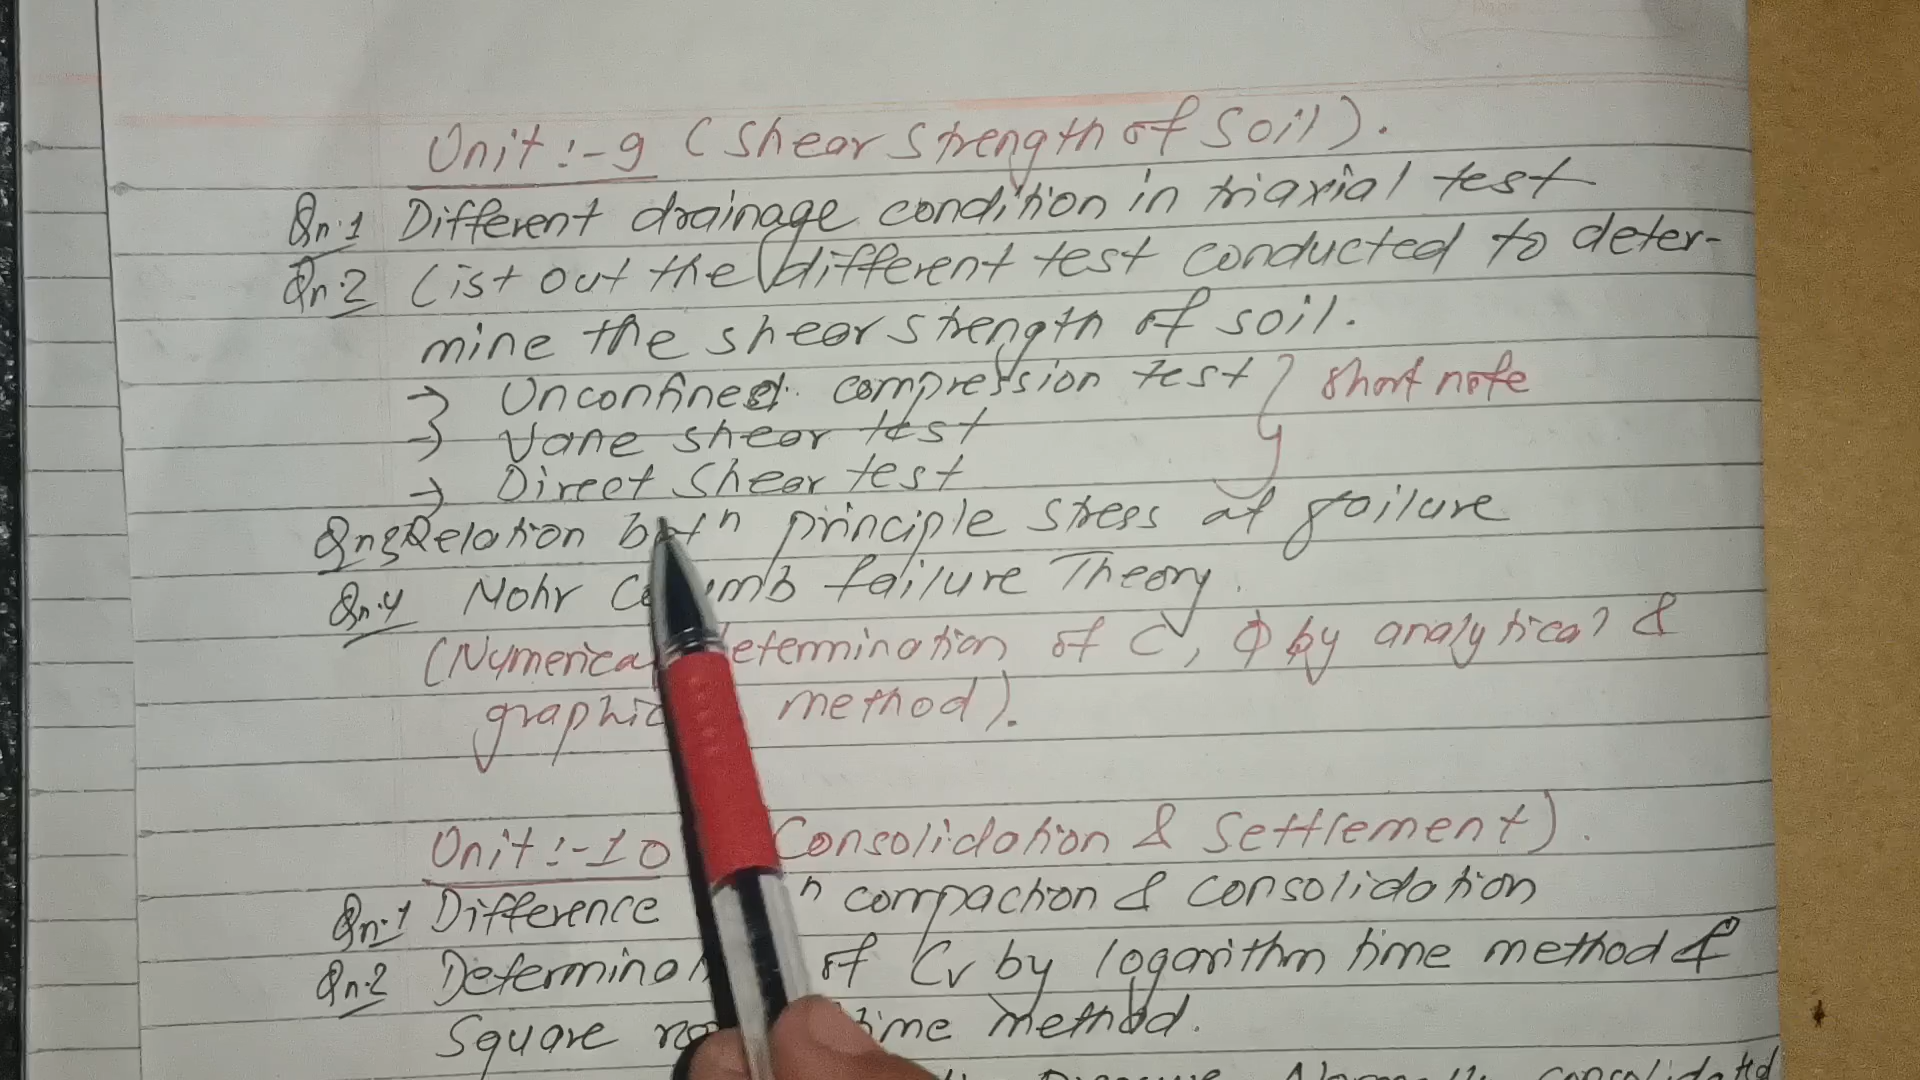 Unit :- 9 (Shear Strength of Soil).
Qn.1 Different drainage condition in triaxial test
Qn.2 List out the different test conducted to deter-
mine the shear strength of soil.
→ Unconfined compression test } short note
→ Vane shear test
→ Direct Shear test
Qn3 Relation betn principle stress at failure
Qn.4 Mohr failure Theory.
(Numerical determination of C, Φ by analytical &
method).
Unit :- 10 (Consolidation & Settlement).
Qn.1 Difference compaction & consolidation
Qn.2 of Cv by logarithm time method &
Square time method.
consolidated